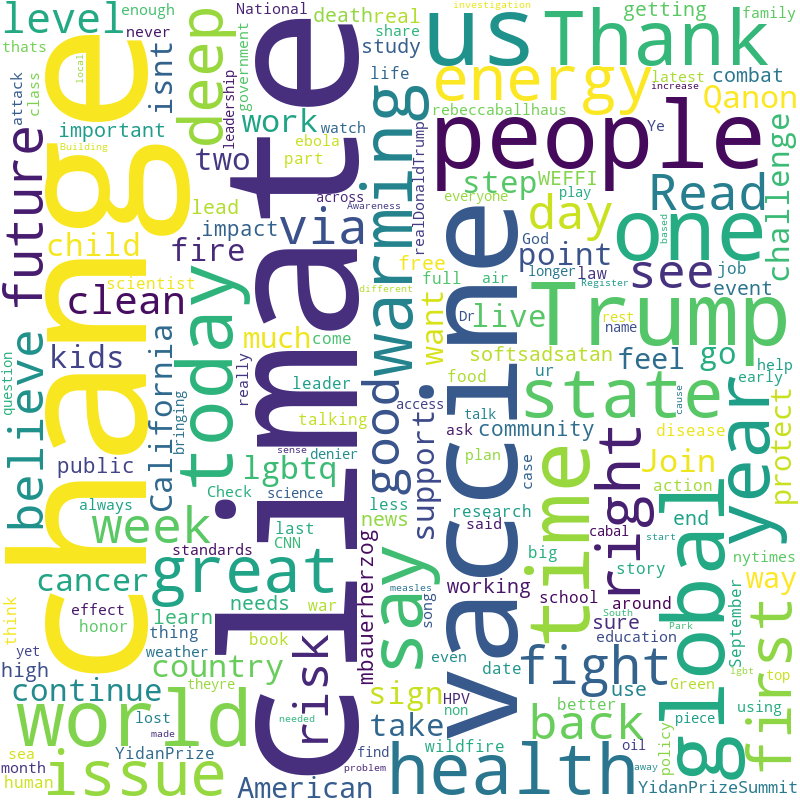 level
enough
National
deathreal
getting
family
investigation
thats
never
share
us
Thank
deep
isnt
government
study
energy
latest
combat
attack
class
leadership
life
increase
Qanon
important
work
watch
rebeccaballhaus
people
Ye
local
Building
two
ebola
part
warming
realDonaldTrump
step
WEFFI
play
Read
challenge
future
change
climate
lead
across
Awareness
everyone
day
one
based
child
impact
via
free
God
point
see
job
scientist
fire
full
air
longer
law
event
clean
today
vaccine
Dr
live
Register
Trump
believe
California
much
come
want
rest
name
question
kids
really
leader
good
softsadsatan
feel
go
help
bringing
different
food
ur
state
early
year
protect
cause
talking
access
public
lgbtq
sense
denier
support
ask
talk
community
case
right
disease
time
Join
always
Check
science
less
plan
action
week
last
news
research
end
global
standards
CNN
said
cabal
start
nytimes
great
mbauerherzog
say
big
story
way
cancer
effect
risk
measles
working
school
around
think
honor
learn
needs
war
song
South
Park
sure
September
first
yet
thing
book
education
weather
even
date
fight
high
country
theyre
lgbt
top
continue
sign
HPV
non
use
Green
using
world
lost
needed
take
better
back
piece
made
sea
YidanPrize
find
wildfire
oil
policy
month
human
issue
problem
American
health
away
YidanPrizeSummit